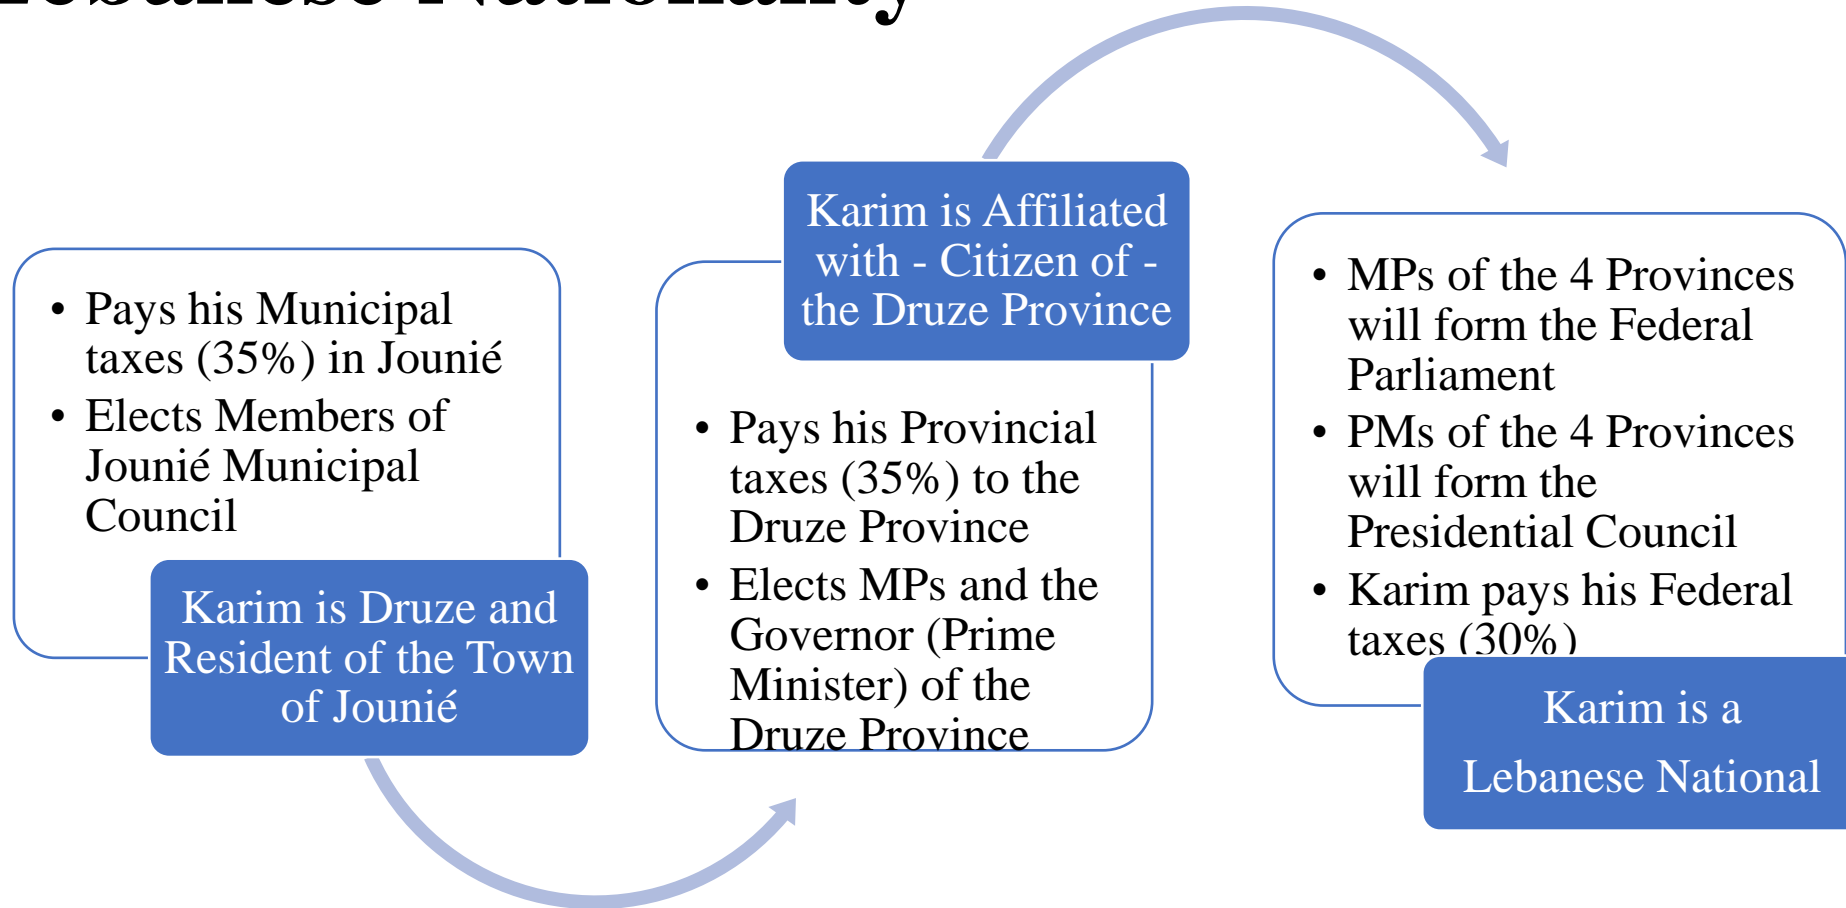 Lebanese Nationality
• Pays his Municipal
taxes (35%) in Jounié
• Elects Members of
Jounié Municipal
Council
Karim is Druze and
Resident of the Town
of Jounié
Karim is Affiliated
with - Citizen of -
the Druze Province
• Pays his Provincial
taxes (35%) to the
Druze Province
• Elects MPs and the
Governor (Prime
Minister) of the
Druze Province
• MPs of the 4 Provinces
will form the Federal
Parliament
• PMs of the 4 Provinces
will form the
Presidential Council
• Karim pays his Federal
taxes (30%)
Karim is a
Lebanese National